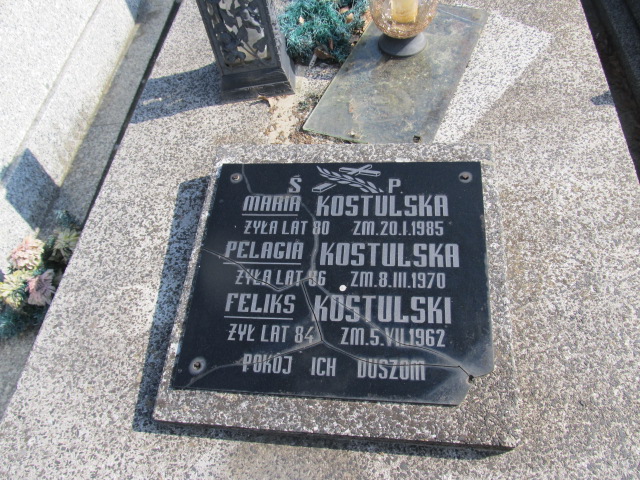 Ś P.
MARIA KOSTULSKA
ŻYŁA LAT 80 ZM.20.I.1985
PELAGIA KOSTULSKA
ŻYŁA LAT 86 ZM.8.III.1970
FELIKS KOSTULSKI
ŻYŁ LAT 84 ZM.5.VII.1962
POKÓJ ICH DUSZOM